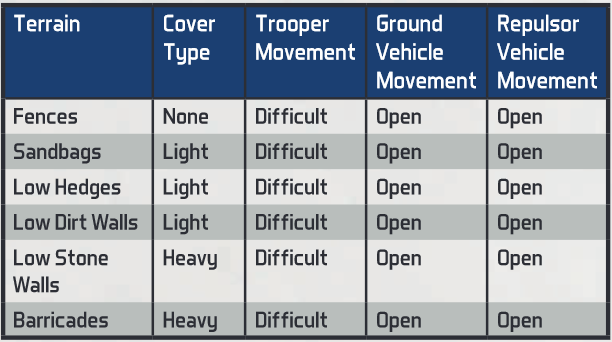 Terrain Cover Type Trooper Movement Ground Vehicle Movement Repulsor Vehicle Movement
Fences None Difficult Open Open
Sandbags Light Difficult Open Open
Low Hedges Light Difficult Open Open
Low Dirt Walls Light Difficult Open Open
Low Stone Walls Heavy Difficult Open Open
Barricades Heavy Difficult Open Open